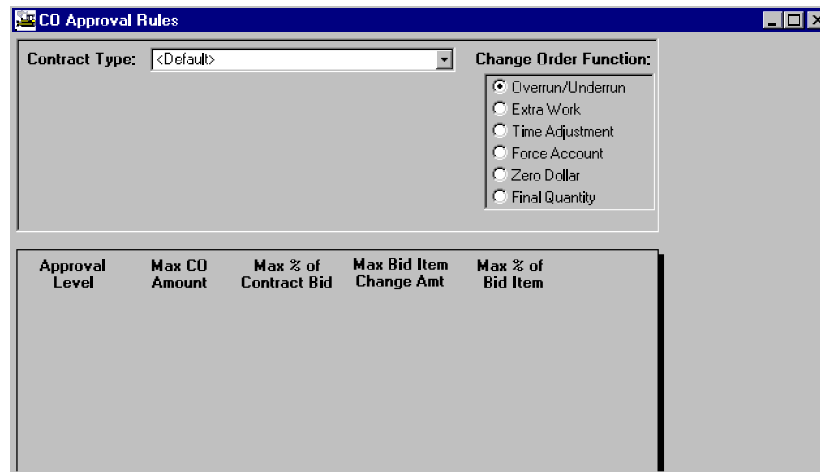 CO Approval Rules
Contract Type: <Default>
Change Order Function:
Overrun/Underrun
Extra Work
Time Adjustment
Force Account
Zero Dollar
Final Quantity
Approval Level
Max CO Amount
Max % of Contract Bid
Max Bid Item Change Amt
Max % of Bid Item